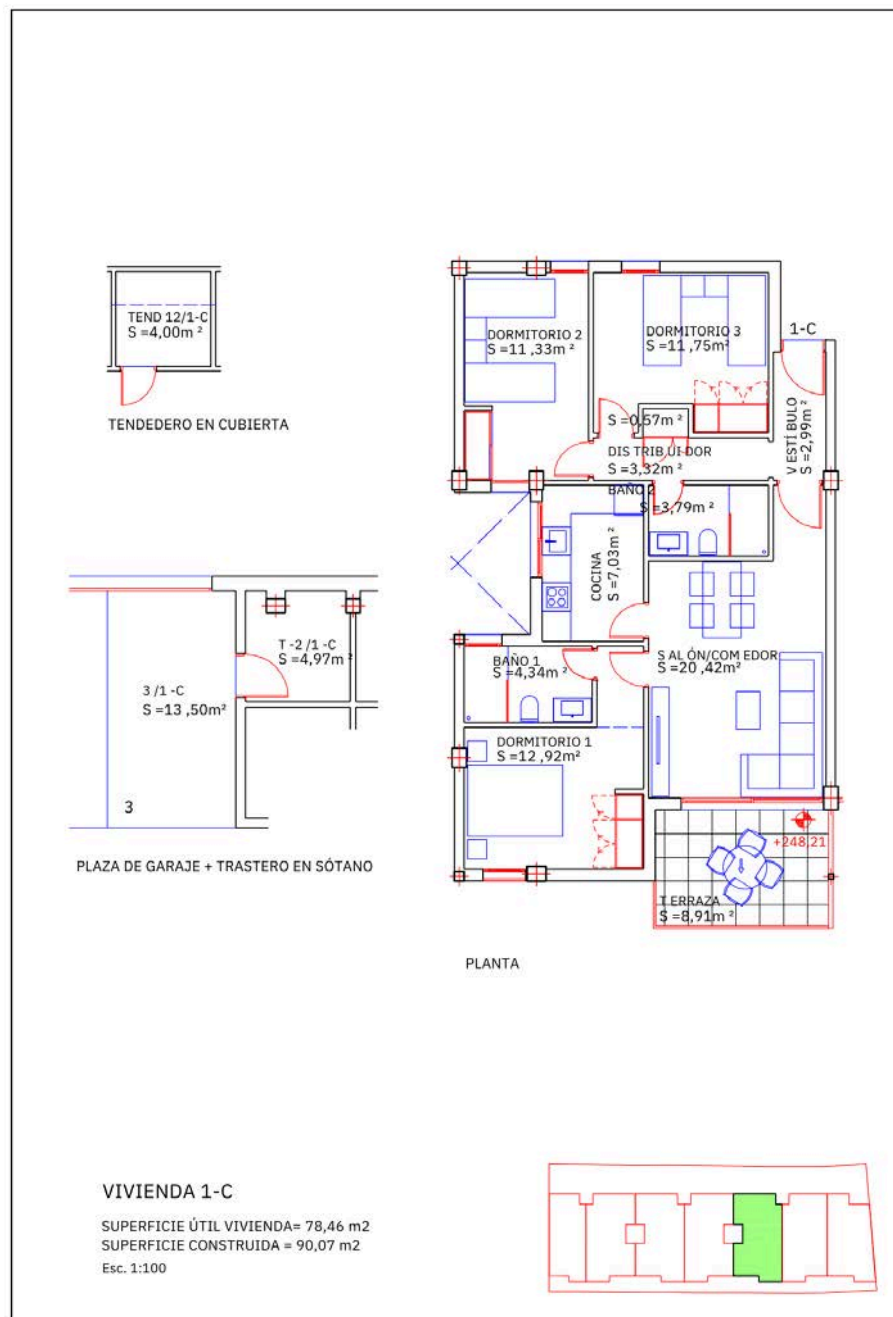 TEND 12/1-C
S =4,00m ²
TENDEDERO EN CUBIERTA
DORMITORIO 2
S =11 ,33m²
DORMITORIO 3
S =11 ,75m²
1-C
V ESTÍ BULO
S =2,99m ²
S =0,57m ²
DIS TRIB UI DOR
S =3,32m ²
BAÑO 2
S =3,79m ²
COCINA
S =7,03m ²
T -2 /1 -C
S =4,97m ²
3 /1 -C
S =13 ,50m²
3
PLAZA DE GARAJE + TRASTERO EN SÓTANO
BAÑO 1
S =4,34m ²
S AL ÓN/COM EDOR
S =20 ,42m²
DORMITORIO 1
S =12 ,92m²
+248,21
T ERRAZA
S =8,91m ²
PLANTA
VIVIENDA 1-C
SUPERFICIE ÚTIL VIVIENDA= 78,46 m2
SUPERFICIE CONSTRUIDA = 90,07 m2
Esc. 1:100